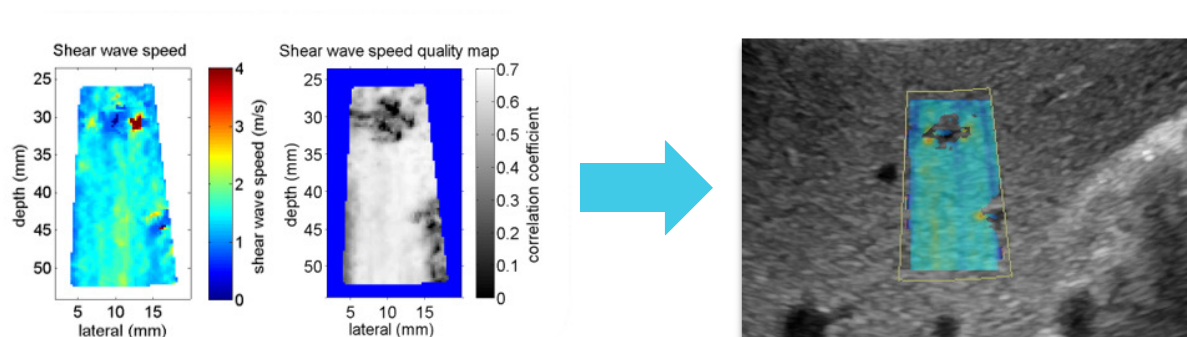 Shear wave speed
25
30
35
40
45
50
depth (mm)
5 10 15
lateral (mm)
4
3
2
1
0
shear wave speed (m/s)
Shear wave speed quality map
25
30
35
40
45
50
depth (mm)
5 10 15
lateral (mm)
0.7
0.6
0.5
0.4
0.3
0.2
0.1
0
correlation coefficient